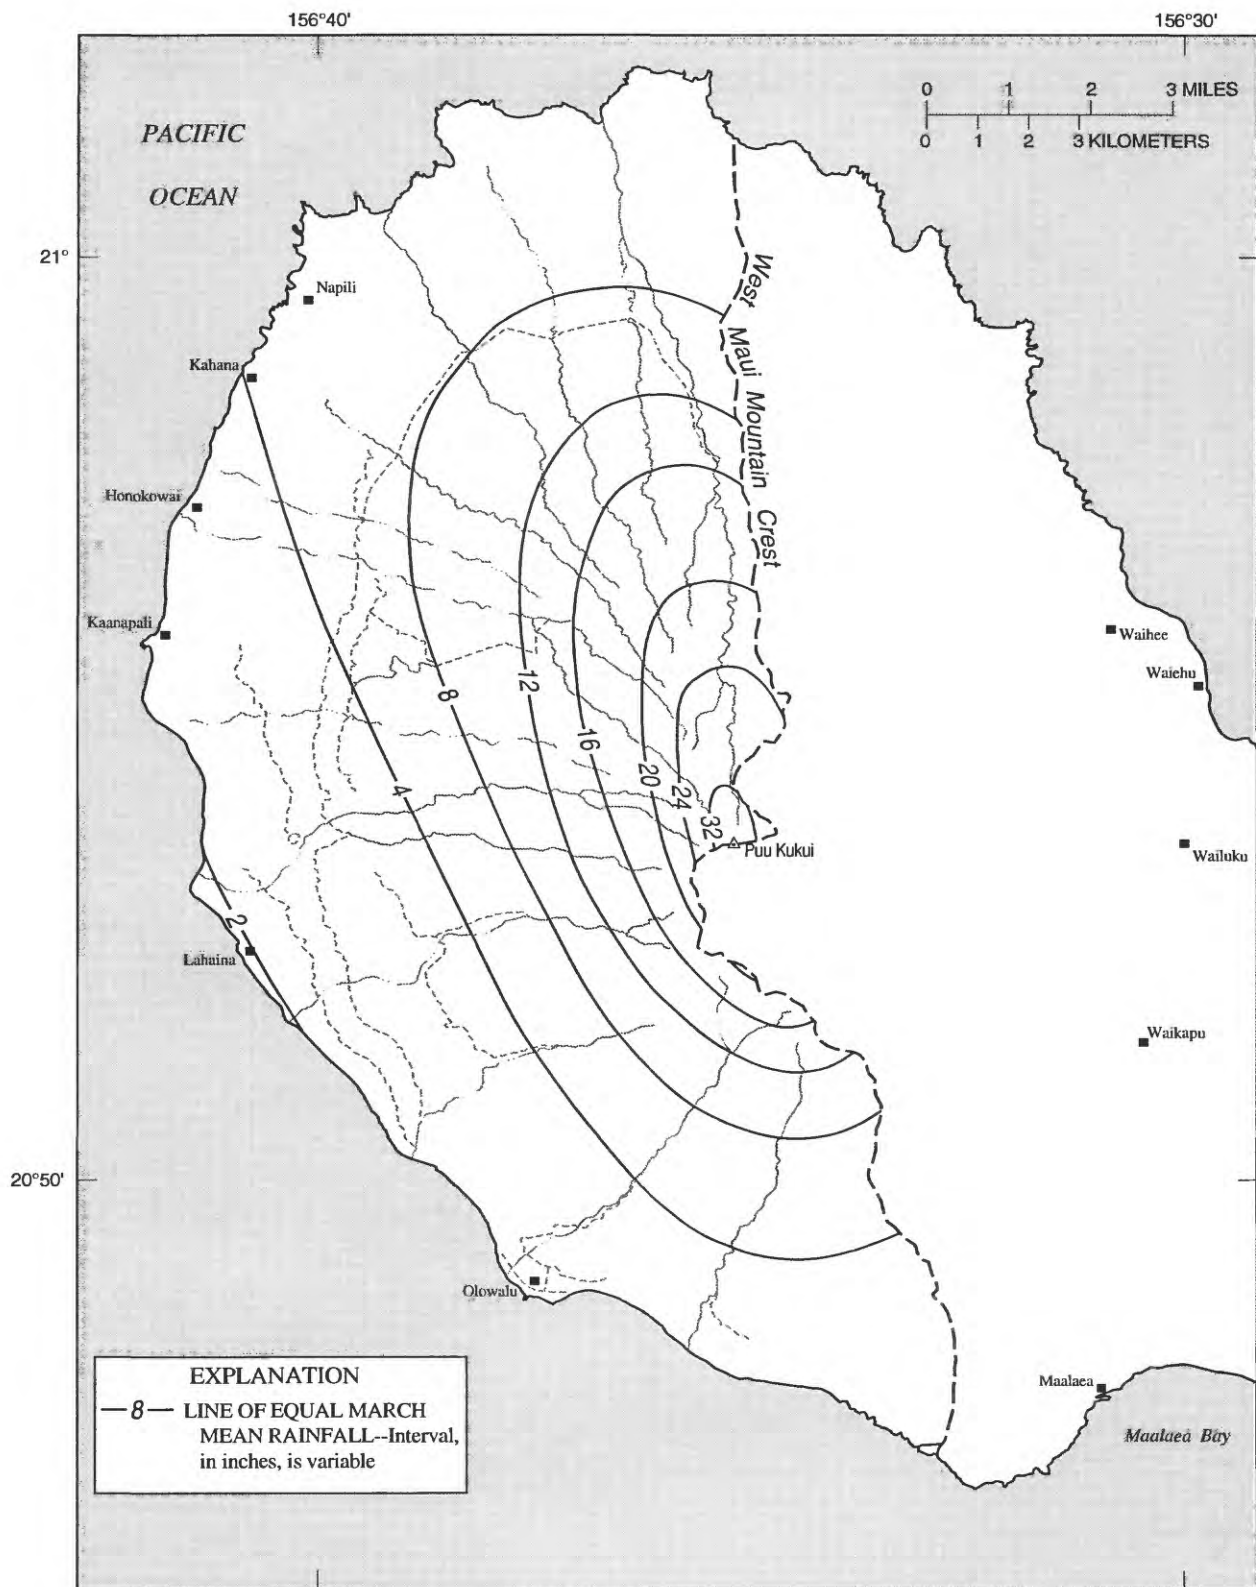 156°40'
156°30'
0 1 2 3 MILES
0 1 2 3 KILOMETERS
PACIFIC
OCEAN
21°
Napili
West Maui Mountain Crest
Kahana
Honokowai
Kaanapali
Waihee
Waiehu
8
12
16
20
24
4
32
Puu Kukui
Wailuku
2
Lahaina
Waikapu
20°50'
Olowalu
EXPLANATION
8 LINE OF EQUAL MARCH
MEAN RAINFALL--Interval,
in inches, is variable
Maalaea
Maalaea Bay